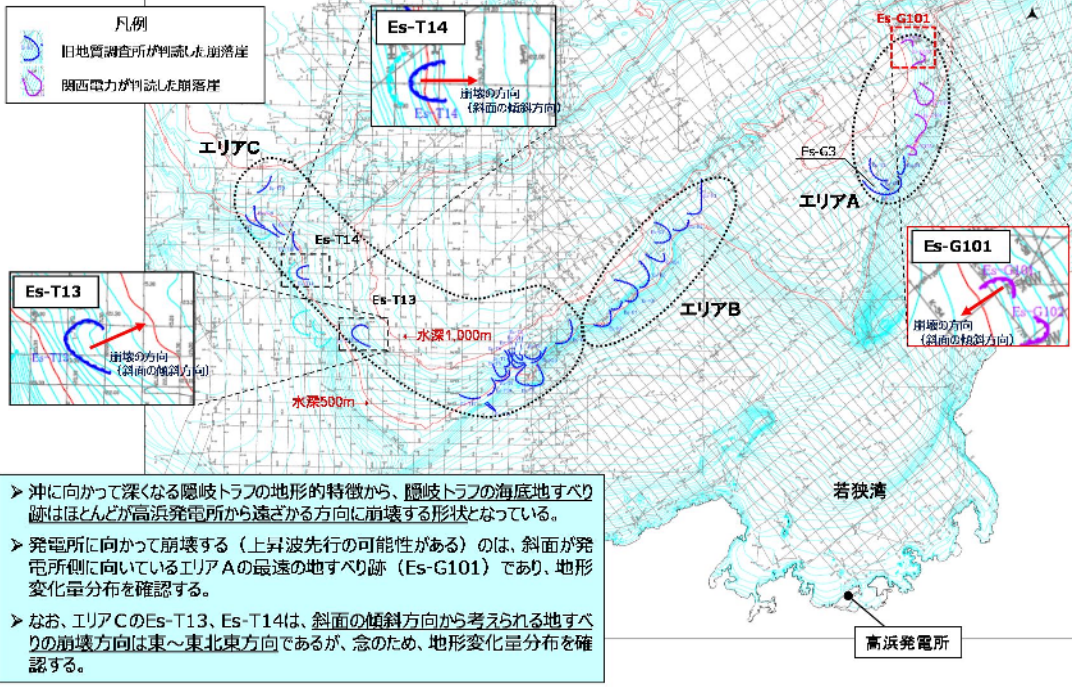 凡例
旧地質調査所が判読した崩落崖
関西電力が判読した崩落崖
Es-T14
Es-T14
崩壊の方向
(斜面の傾斜方向)
Es-G101
エリアC
Es-G3
エリアA
Es-T14
Es-G101
Es-G101
Es-G102
崩壊の方向
(斜面の傾斜方向)
Es-T13
Es-T13
崩壊の方向
(斜面の傾斜方向)
Es-T13
エリアB
水深1,000m
水深500m
若狭湾
高浜発電所
➢ 沖に向かって深くなる隠岐トラフの地形的特徴から、隠岐トラフの海底地すべり
跡はほとんどが高浜発電所から遠ざかる方向に崩壊する形状となっている。
➢ 発電所に向かって崩壊する（上昇波先行の可能性がある）のは、斜面が発
電所側に向いているエリアAの最遠の地すべり跡（Es-G101）であり、地形
変化量分布を確認する。
➢ なお、エリアCのEs-T13、Es-T14は、斜面の傾斜方向から考えられる地すべ
りの崩壊方向は東～東北東方向であるが、念のため、地形変化量分布を確
認する。